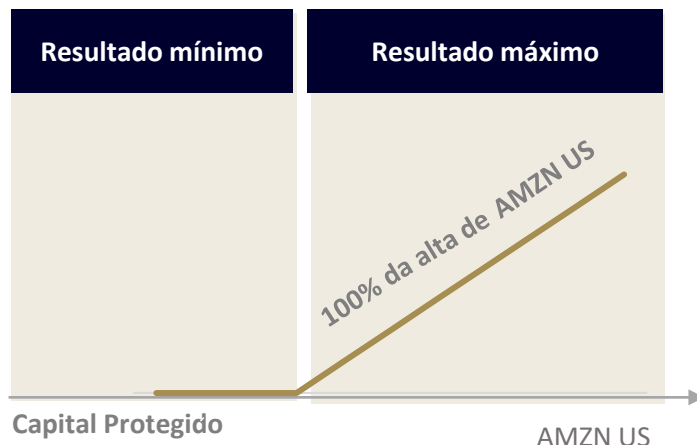 Resultado mínimo
Resultado máximo
100% da alta de AMZN US
Capital Protegido
AMZN US